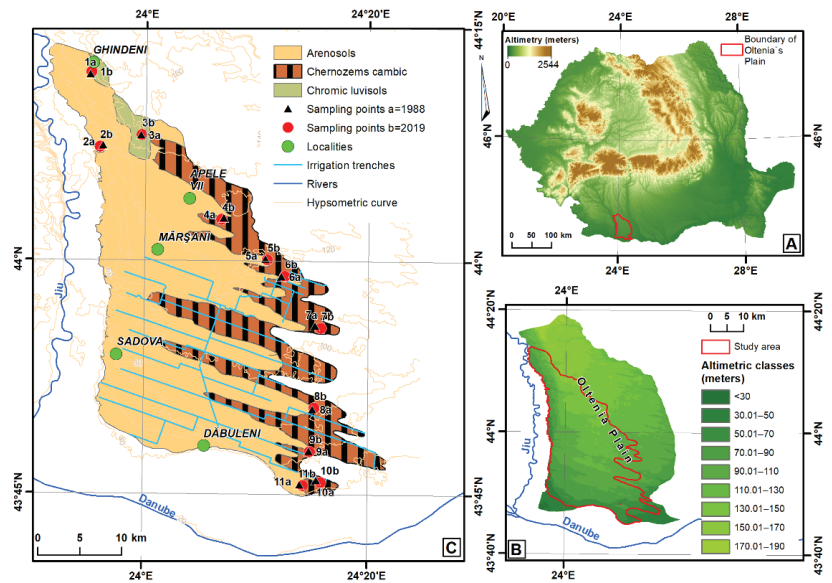 24°E
24°20'E
44°15'N
44°N
43°45'N
GHINDENI
1a
1b
2b
2a
3b
3a
APELE
VII
4b
4a
MÂRŞANI
5b
5a
6b
6a
7a
7b
SADOVA
8b
8a
9b
9a
DĂBULENI
11b
10b
11a
10a
Jiu
Danube
Arenosols
Chernozems cambic
Chromic luvisols
Sampling points a=1988
Sampling points b=2019
Localities
Irrigation trenches
Rivers
Hypsometric curve
120
100
0 5 10 km
C
24°E
24°20'E
20°E
24°E
28°E
Altimetry (meters)
2544
0
Boundary of
Oltenia`s
Plain
N
46°N
46°N
0 50 100 km
A
24°E
28°E
24°E
44°20'N
44°20'N
0 5 10 km
Study area
Altimetric classes
(meters)
<30
30.01–50
50.01–70
70.01–90
90.01–110
110.01–130
130.01–150
150.01–170
170.01–190
Oltenia Plain
44°N
44°N
Jiu
Danube
43°40'N
43°40'N
B
24°E